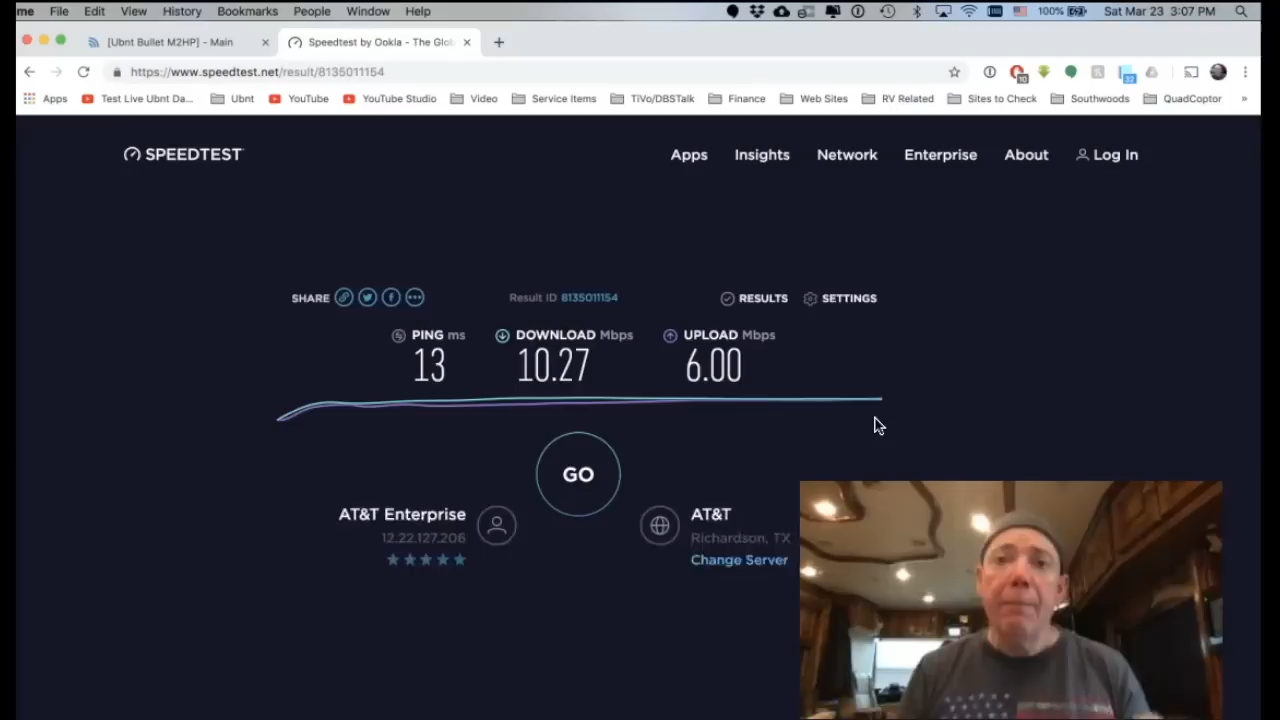 me File Edit View History Bookmarks People Window Help 100% Sat Mar 23 3:07 PM
[Ubnt Bullet M2HP] - Main Speedtest by Ookla - The Glob
https://www.speedtest.net/result/8135011154 10
Apps Test Live Ubnt Da... Ubnt YouTube YouTube Studio Video Service Items TiVo/DBSTalk Finance Web Sites RV Related Sites to Check Southwoods QuadCoptor »
SPEEDTEST Apps Insights Network Enterprise About Log In
SHARE Result ID 8135011154 RESULTS SETTINGS
PING ms DOWNLOAD Mbps UPLOAD Mbps
13 10.27 6.00
GO
AT&T Enterprise AT&T
12.22.127.206 Richardson, TX
Change Server